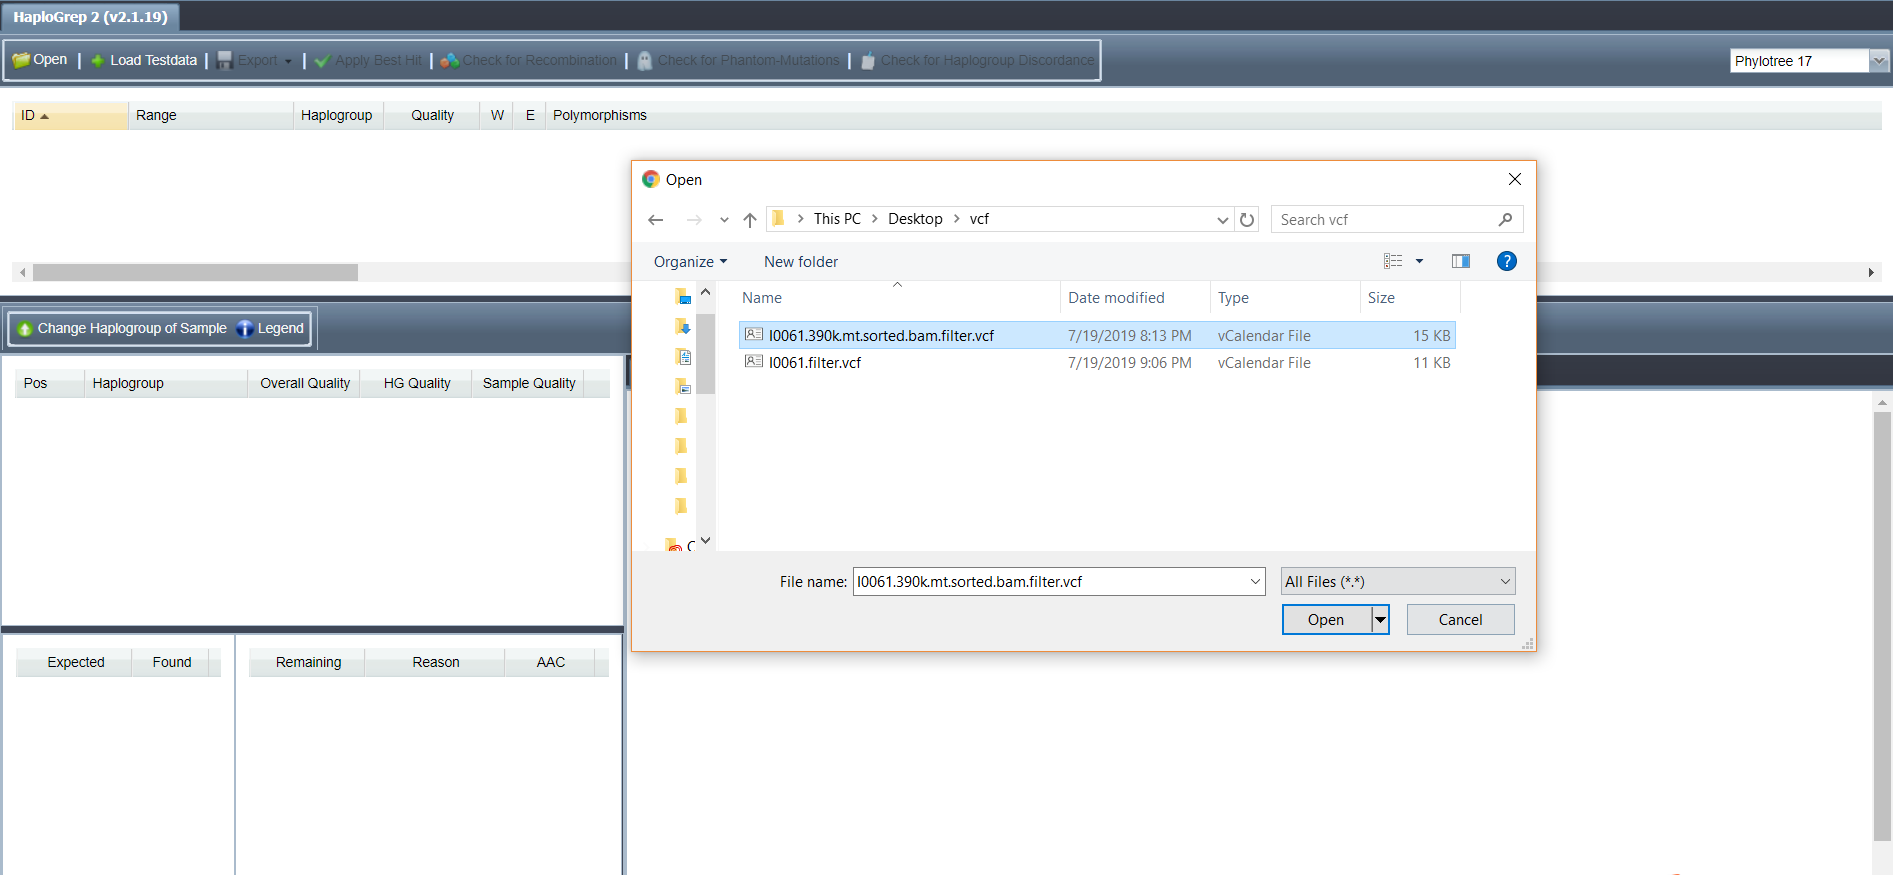 HaploGrep 2 (v2.1.19)
Open | Load Testdata | Export | Apply Best Hit | Check for Recombination | Check for Phantom-Mutations | Check for Haplogroup Discordance
Phylotree 17
ID Range Haplogroup Quality W E Polymorphisms
Open
This PC > Desktop > vcf
Search vcf
Organize New folder
?
Name Date modified Type Size
I0061.390k.mt.sorted.bam.filter.vcf 7/19/2019 8:13 PM vCalendar File 15 KB
I0061.filter.vcf 7/19/2019 9:06 PM vCalendar File 11 KB
File name: I0061.390k.mt.sorted.bam.filter.vcf All Files (*.*)
Open Cancel
Change Haplogroup of Sample Legend
Pos Haplogroup Overall Quality HG Quality Sample Quality
Expected Found Remaining Reason AAC